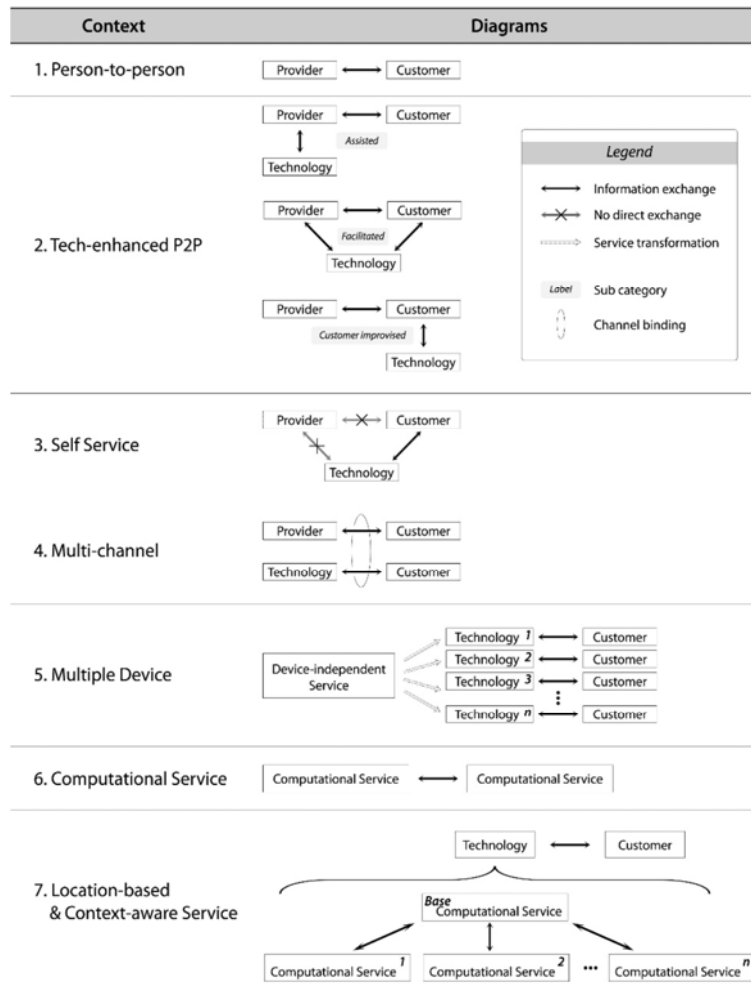 Context Diagrams
1. Person-to-person
Provider Customer
2. Tech-enhanced P2P
Provider Customer
Assisted
Technology
Provider Customer
Facilitated
Technology
Provider Customer
Customer improvised
Technology
Legend
Information exchange
No direct exchange
Service transformation
Label Sub category
Channel binding
3. Self Service
Provider Customer
Technology
4. Multi-channel
Provider Customer
Technology Customer
5. Multiple Device
Device-independent
Service
Technology 1 Customer
Technology 2 Customer
Technology 3 Customer
Technology n Customer
6. Computational Service
Computational Service Computational Service
7. Location-based
& Context-aware Service
Technology Customer
Base
Computational Service
Computational Service 1 Computational Service 2 ••• Computational Service n